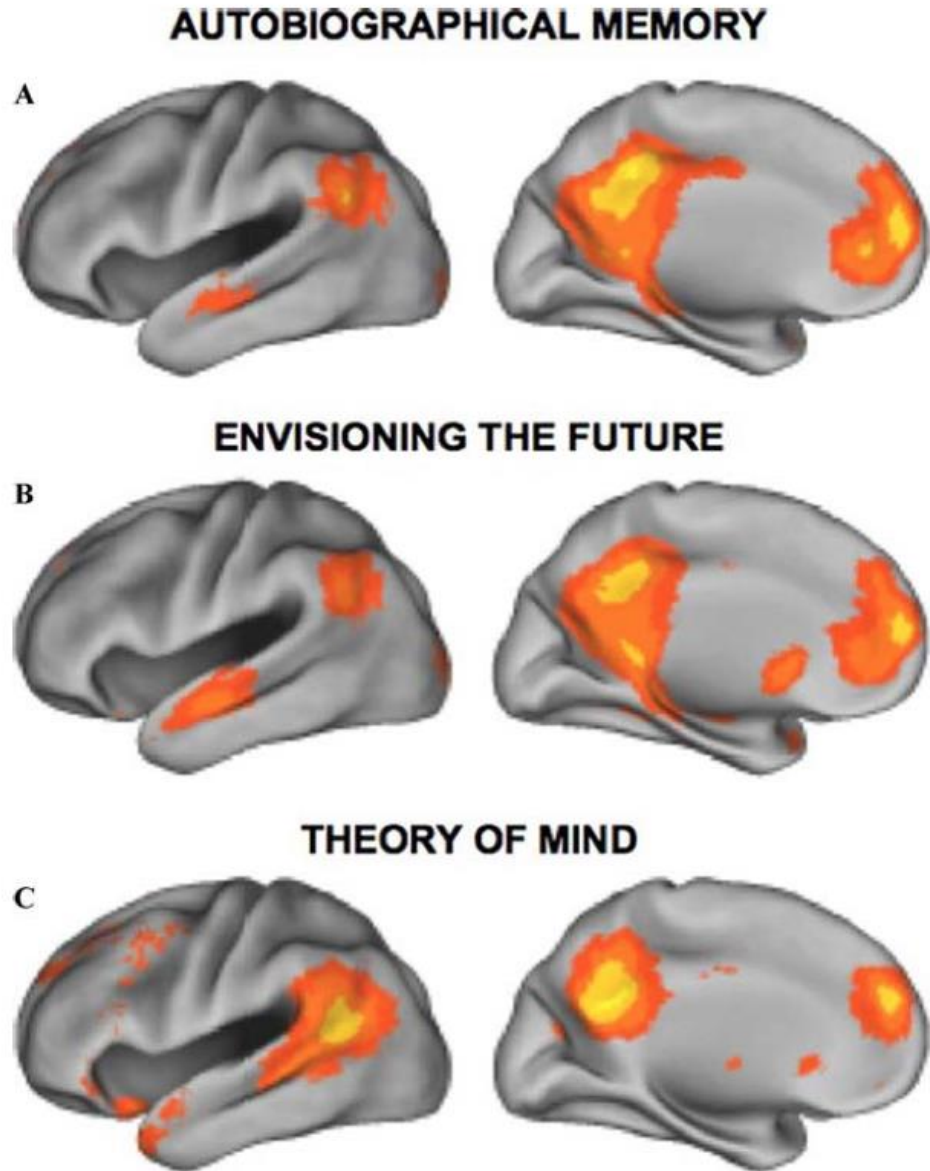 AUTOBIOGRAPHICAL MEMORY
A
ENVISIONING THE FUTURE
B
THEORY OF MIND
C